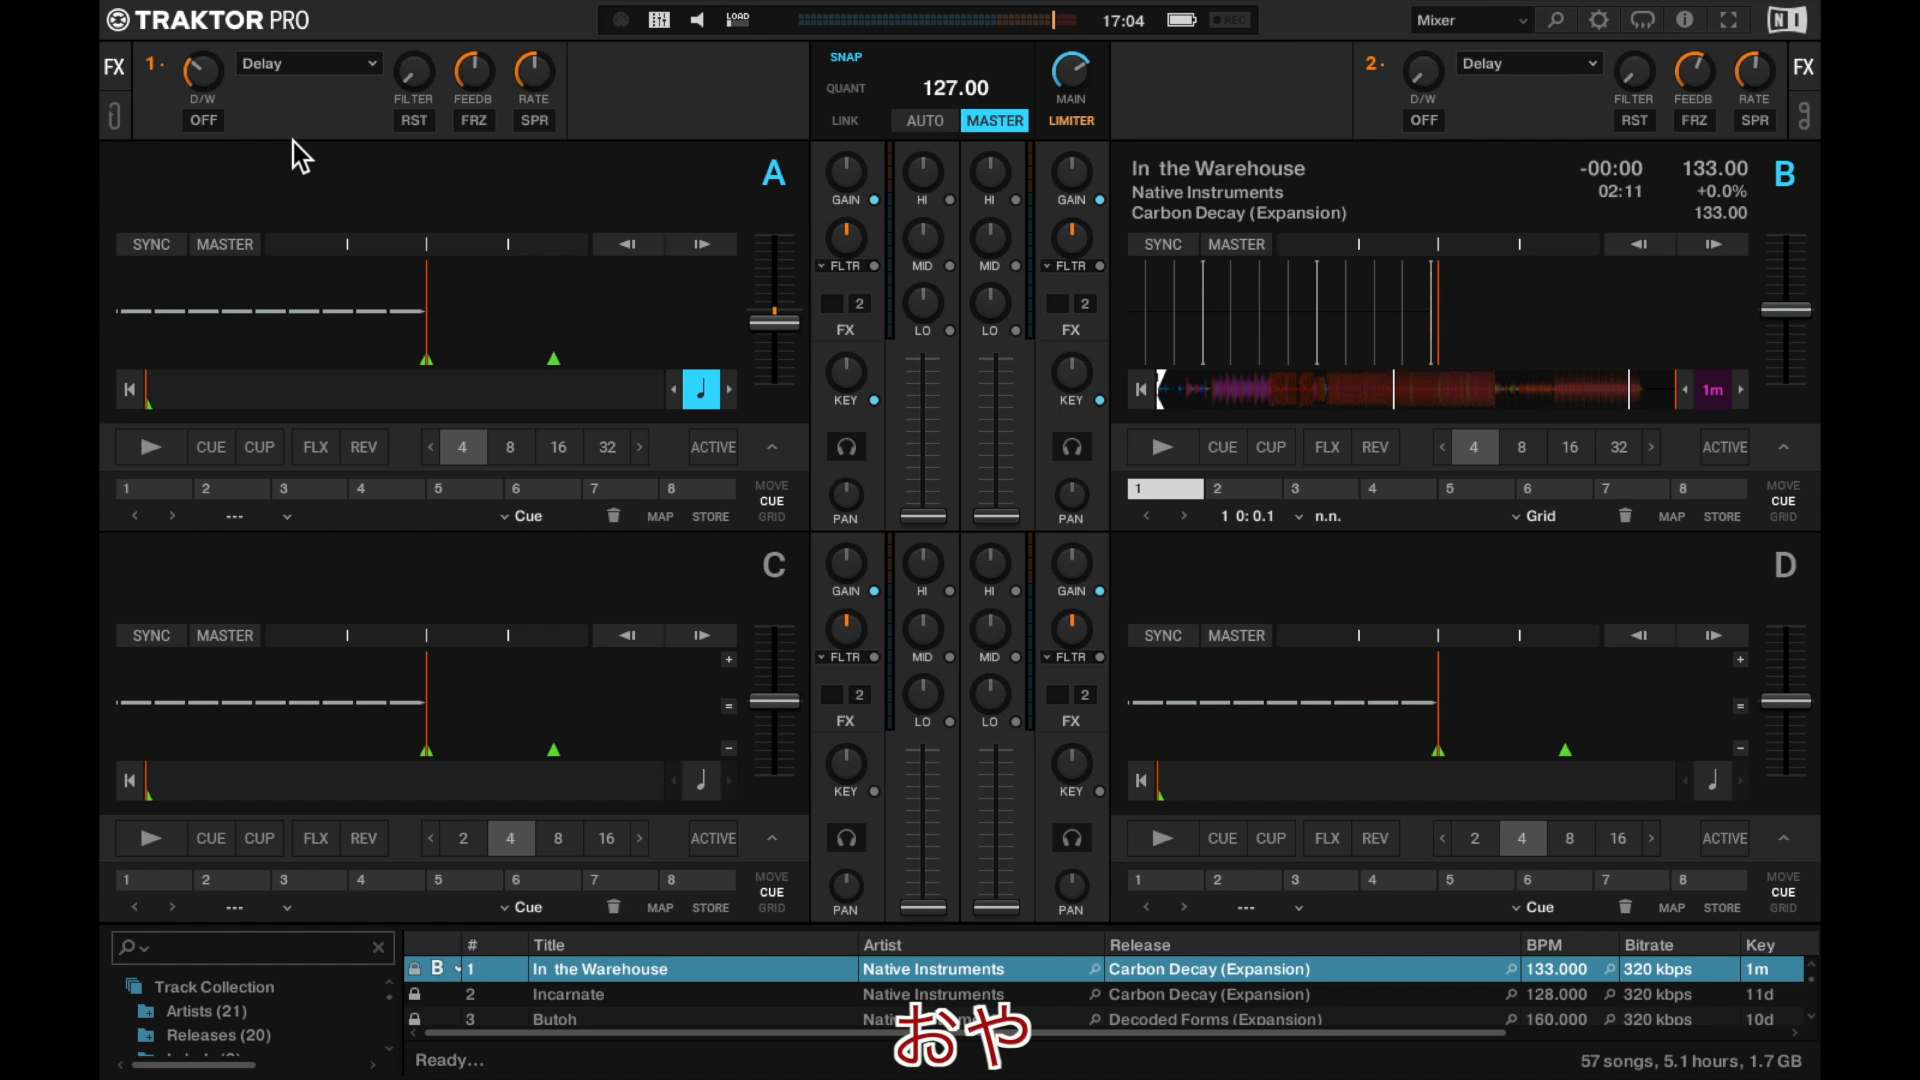 TRAKTOR PRO
LOAD
17:04
REC
Mixer
FX
1
Delay
D/W
FILTER
FEEDB
RATE
OFF
RST
FRZ
SPR
SNAP
QUANT
LINK
127.00
AUTO
MASTER
MAIN
LIMITER
2
Delay
D/W
FILTER
FEEDB
RATE
OFF
RST
FRZ
SPR
FX
A
SYNC
MASTER
CUE
CUP
FLX
REV
4
8
16
32
ACTIVE
1 2 3 4 5 6 7 8
MOVE
CUE
GRID
---
Cue
MAP
STORE
GAIN HI HI GAIN
FLTR MID MID FLTR
2 2
FX LO LO FX
KEY KEY
PAN PAN
In the Warehouse
Native Instruments
Carbon Decay (Expansion)
-00:00
02:11
133.00
+0.0%
133.00
B
SYNC
MASTER
1m
CUE
CUP
FLX
REV
4
8
16
32
ACTIVE
1 2 3 4 5 6 7 8
MOVE
CUE
GRID
1 0: 0.1
n.n.
Grid
MAP
STORE
C
SYNC
MASTER
+
=
−
CUE
CUP
FLX
REV
2
4
8
16
ACTIVE
1 2 3 4 5 6 7 8
MOVE
CUE
GRID
---
Cue
MAP
STORE
GAIN HI HI GAIN
FLTR MID MID FLTR
2 2
FX LO LO FX
KEY KEY
PAN PAN
D
SYNC
MASTER
+
=
−
CUE
CUP
FLX
REV
2
4
8
16
ACTIVE
1 2 3 4 5 6 7 8
MOVE
CUE
GRID
---
Cue
MAP
STORE
Track Collection
Artists (21)
Releases (20)
# Title Artist Release BPM Bitrate Key
B 1 In the Warehouse Native Instruments Carbon Decay (Expansion) 133.000 320 kbps 1m
2 Incarnate Native Instruments Carbon Decay (Expansion) 128.000 320 kbps 11d
3 Butoh Decoded Forms (Expansion) 160.000 320 kbps 10d
おや
Ready...
57 songs, 5.1 hours, 1.7 GB